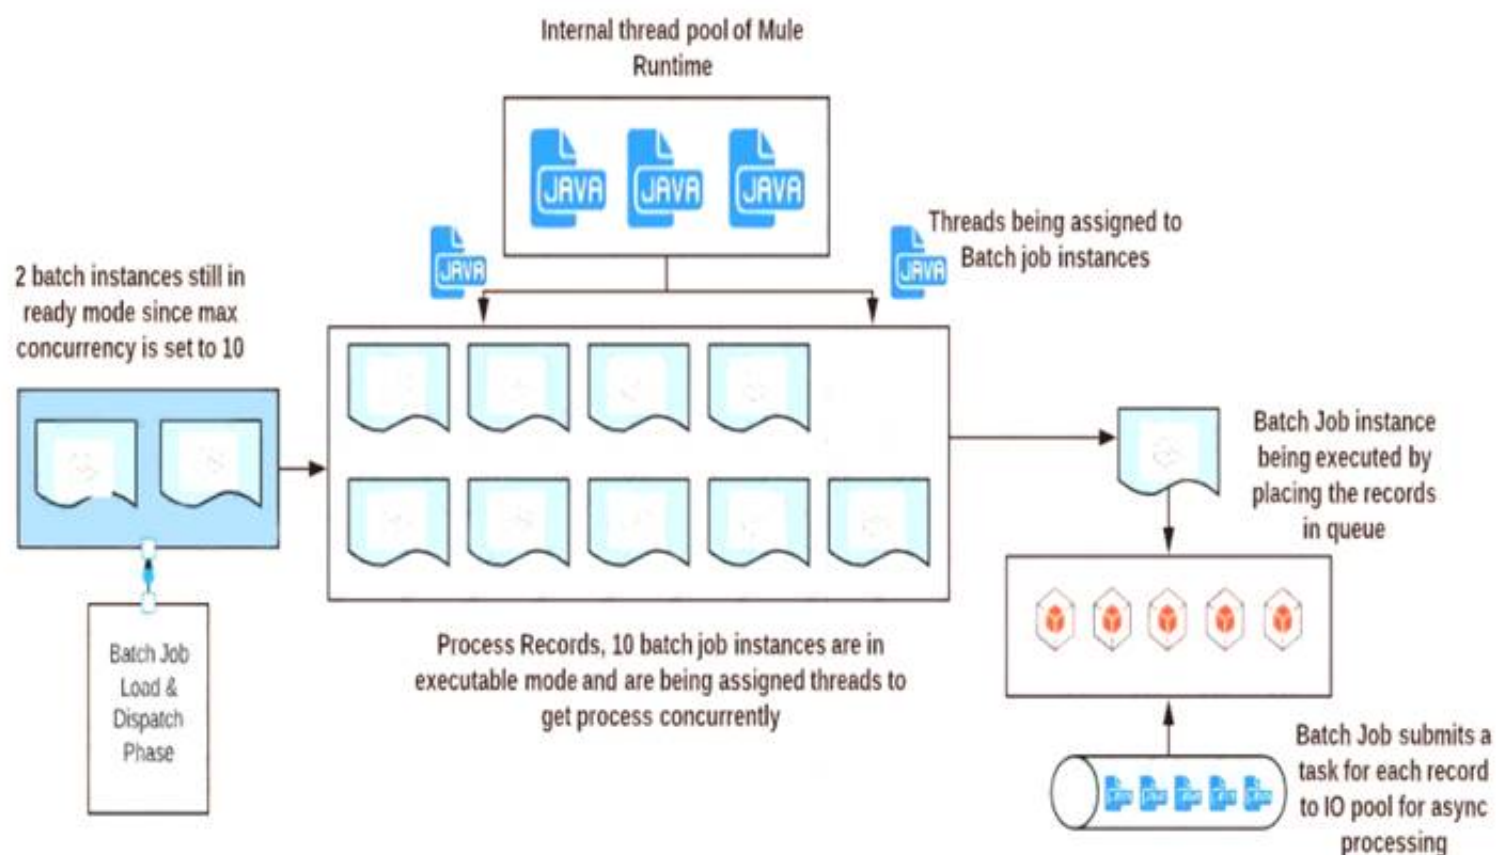 Internal thread pool of Mule
Runtime
JAVA
JAVA
JAVA
JAVA
JAVA
Threads being assigned to
Batch job instances
2 batch instances still in
ready mode since max
concurrency is set to 10
Batch Job instance
being executed by
placing the records
in queue
Batch Job
Load &
Dispatch
Phase
Process Records, 10 batch job instances are in
executable mode and are being assigned threads to
get process concurrently
Batch Job submits a
task for each record
to IO pool for async
processing